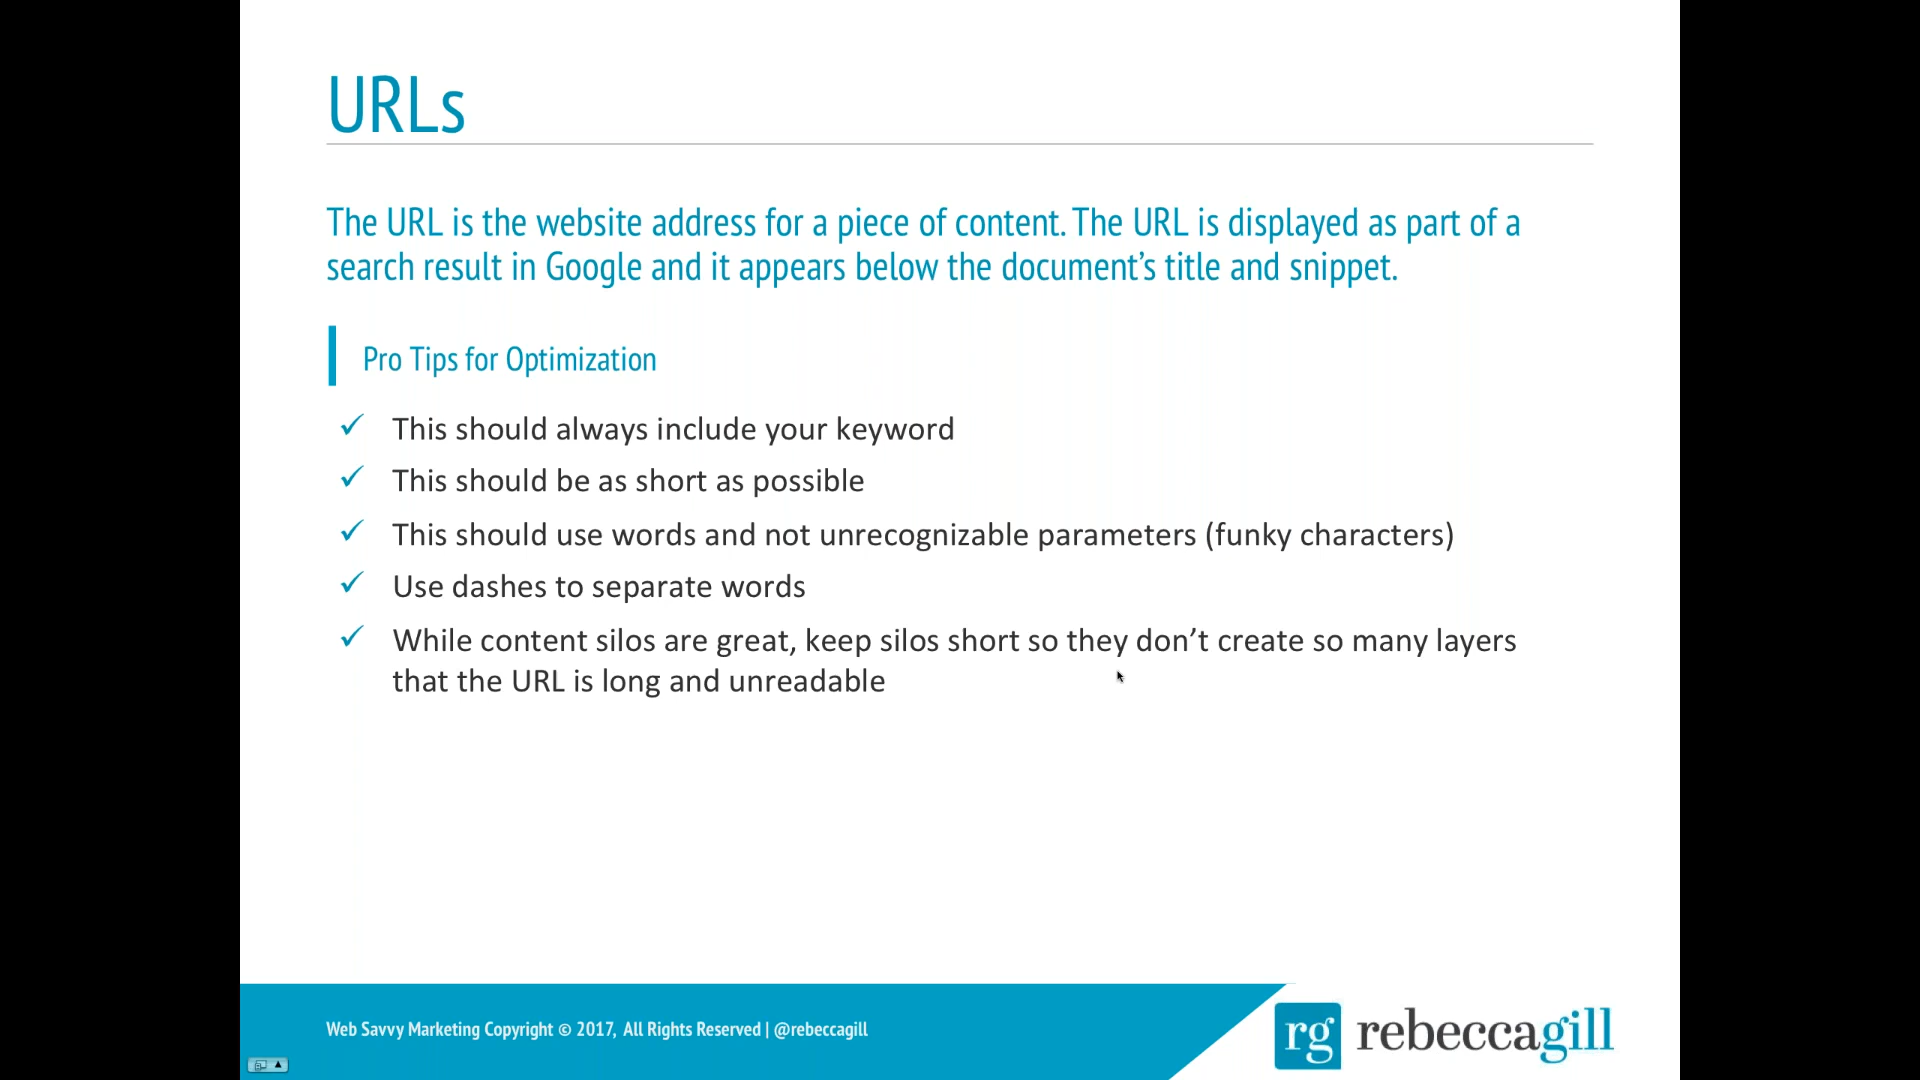 URLs
The URL is the website address for a piece of content. The URL is displayed as part of a
search result in Google and it appears below the document’s title and snippet.
Pro Tips for Optimization
✓ This should always include your keyword
✓ This should be as short as possible
✓ This should use words and not unrecognizable parameters (funky characters)
✓ Use dashes to separate words
✓ While content silos are great, keep silos short so they don’t create so many layers
that the URL is long and unreadable
Web Savvy Marketing Copyright © 2017, All Rights Reserved | @rebeccagill
rg rebeccagill